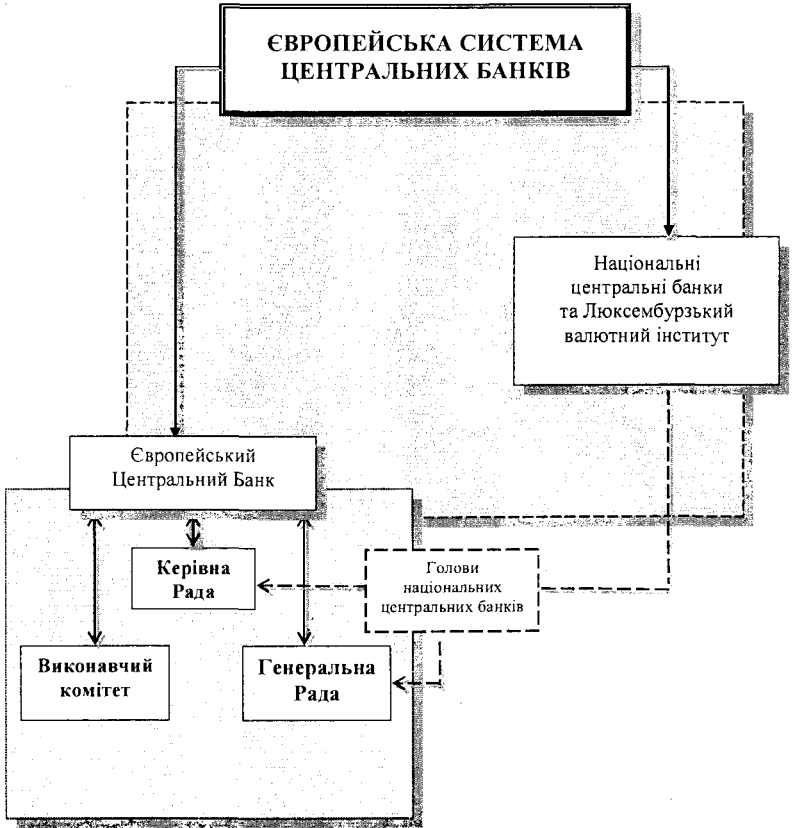 ЄВРОПЕЙСЬКА СИСТЕМА
ЦЕНТРАЛЬНИХ БАНКІВ
Національні
центральні банки
та Люксембурзький
валютний інститут
Європейський
Центральний Банк
Керівна
Рада
Голови
національних
центральних банків
Виконавчий
комітет
Генеральна
Рада